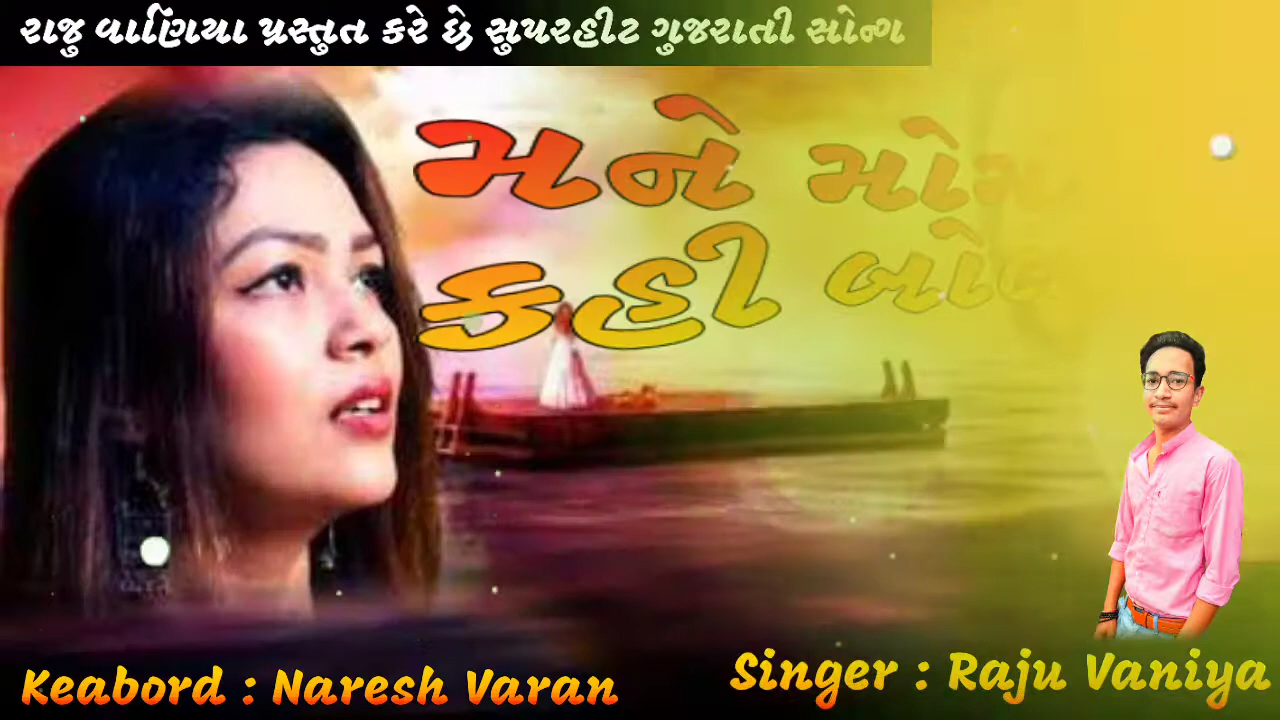 રાજુ વાણિયા પ્રસ્તુત કરે છે સુપરહીટ ગુજરાતી સોન્ગ
મને
કહી
Keabord : Naresh Varan
Singer : Raju Vaniya